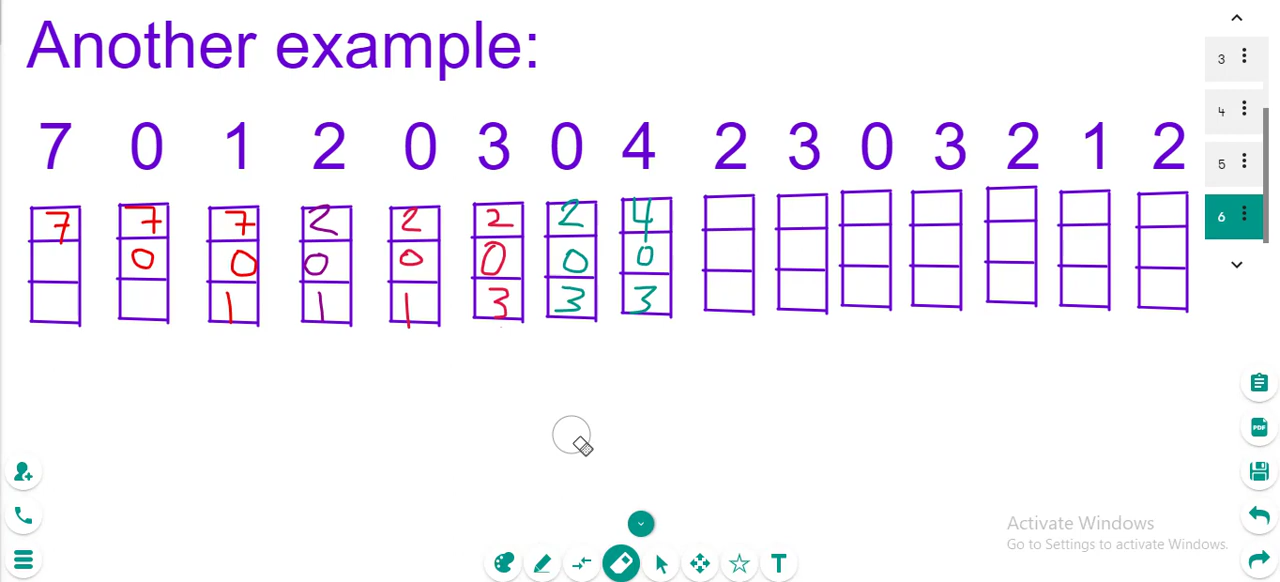 Another example:
3
4
5
6
7 0 1 2 0 3 0 4 2 3 0 3 2 1 2
7 7 7 2 2 2 2 4
0 0 0 0 0 0 0
1 1 1 3 3 3
PDF
Activate Windows
Go to Settings to activate Windows.
T